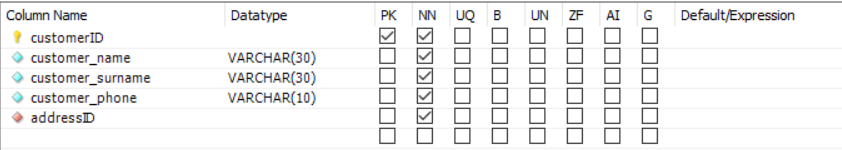 Column Name Datatype PK NN UQ B UN ZF AI G Default/Expression
customerID
customer_name VARCHAR(30)
customer_surname VARCHAR(30)
customer_phone VARCHAR(10)
addressID